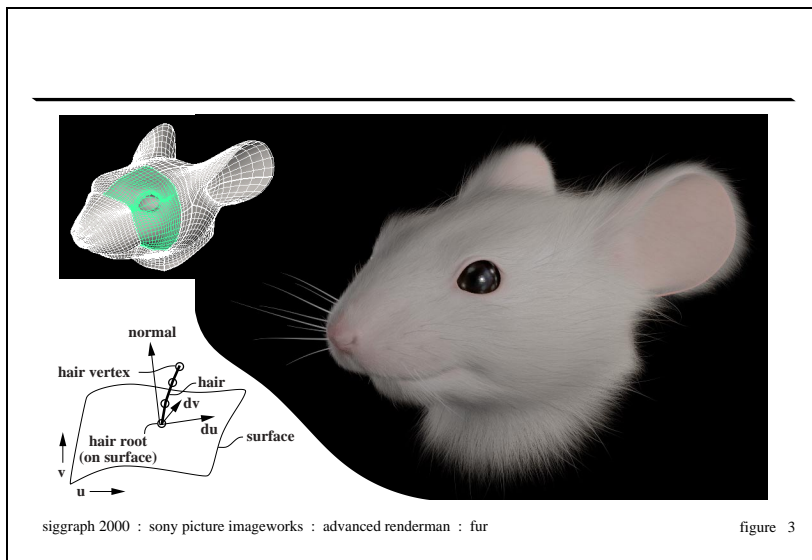 normal
hair vertex
hair
dv
du
hair root
(on surface)
surface
v
u
siggraph 2000 : sony picture imageworks : advanced renderman : fur
figure 3